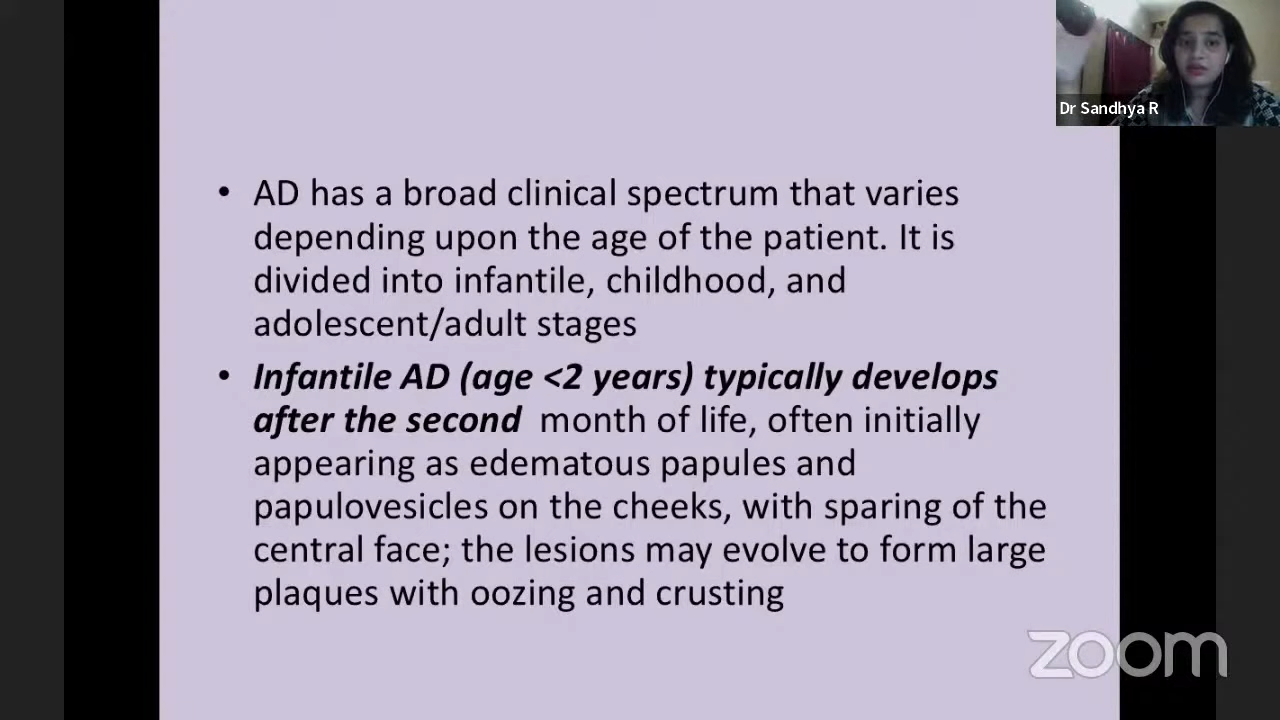 Dr Sandhya R
• AD has a broad clinical spectrum that varies
depending upon the age of the patient. It is
divided into infantile, childhood, and
adolescent/adult stages
• Infantile AD (age <2 years) typically develops
after the second month of life, often initially
appearing as edematous papules and
papulovesicles on the cheeks, with sparing of the
central face; the lesions may evolve to form large
plaques with oozing and crusting
zoom